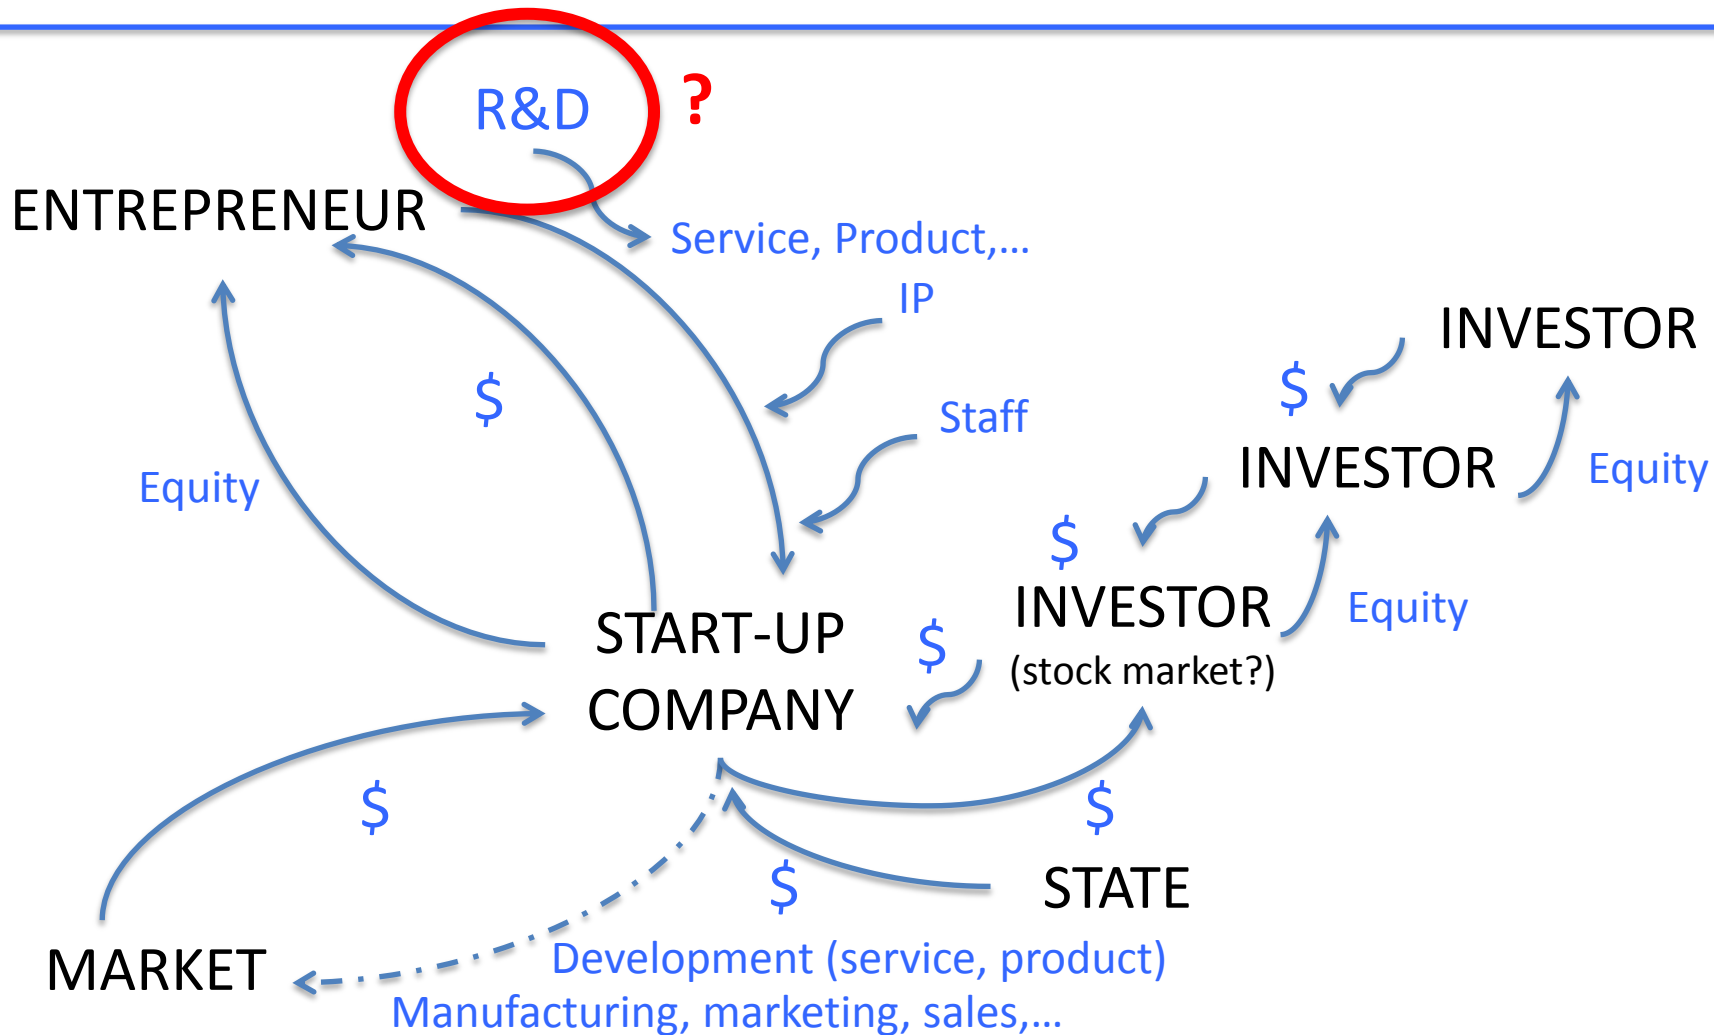 R&D
?
ENTREPRENEUR
Service, Product,...
IP
INVESTOR
$
$
Staff
INVESTOR
Equity
Equity
$
INVESTOR
Equity
START-UP
$
(stock market?)
COMPANY
$
$
$
STATE
MARKET
Development (service, product)
Manufacturing, marketing, sales,...